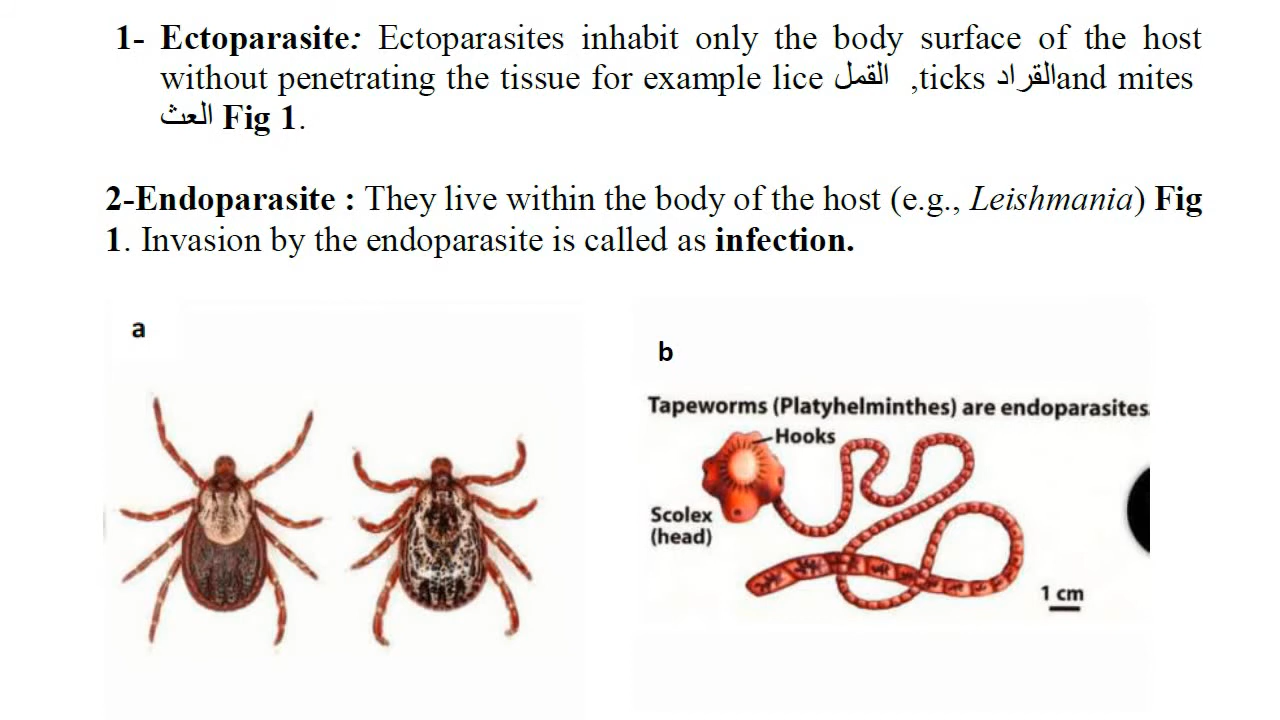 1- Ectoparasite: Ectoparasites inhabit only the body surface of the host
without penetrating the tissue for example lice القمل ,ticks القرادand mites
العث Fig 1.
2-Endoparasite : They live within the body of the host (e.g., Leishmania) Fig
1. Invasion by the endoparasite is called as infection.
a
b
Tapeworms (Platyhelminthes) are endoparasites.
Hooks
Scolex
(head)
1 cm